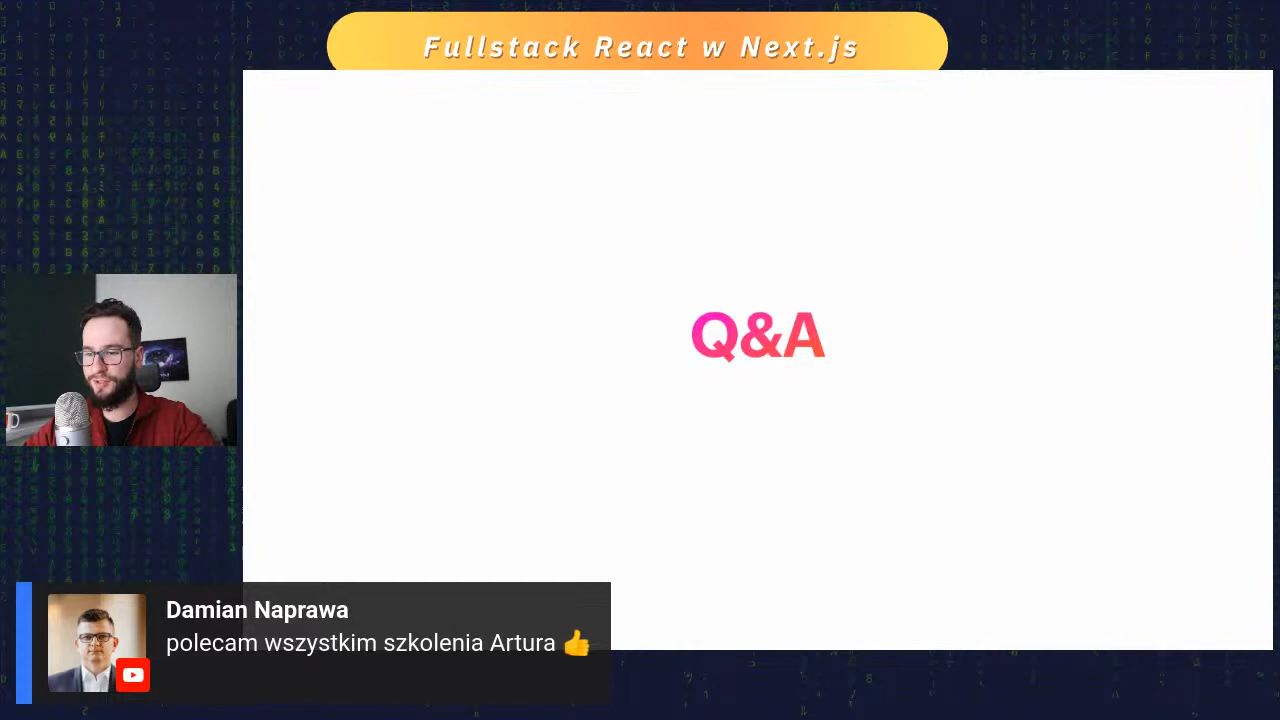 Fullstack React w Next.js
Q&A
Damian Naprawa
polecam wszystkim szkolenia Artura 👍